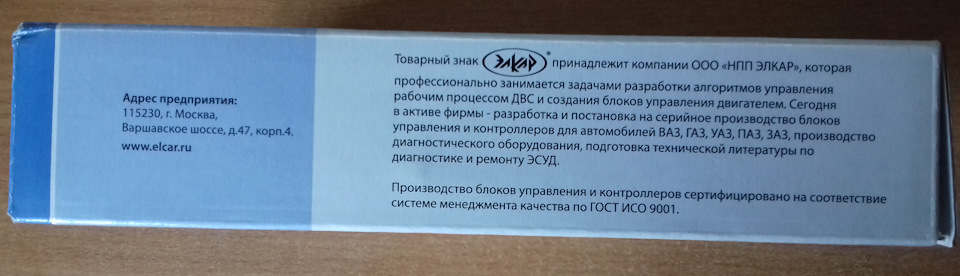 Адрес предприятия:
115230, г. Москва,
Варшавское шоссе, д.47, корп.4.
www.elcar.ru
Товарный знак ЭЛКАР® принадлежит компании ООО «НПП ЭЛКАР», которая
профессионально занимается задачами разработки алгоритмов управления
рабочим процессом ДВС и создания блоков управления двигателем. Сегодня
в активе фирмы - разработка и постановка на серийное производство блоков
управления и контроллеров для автомобилей ВАЗ, ГАЗ, УАЗ, ПАЗ, ЗАЗ, производство
диагностического оборудования, подготовка технической литературы по
диагностике и ремонту ЭСУД.
Производство блоков управления и контроллеров сертифицировано на соответствие
системе менеджмента качества по ГОСТ ИСО 9001.